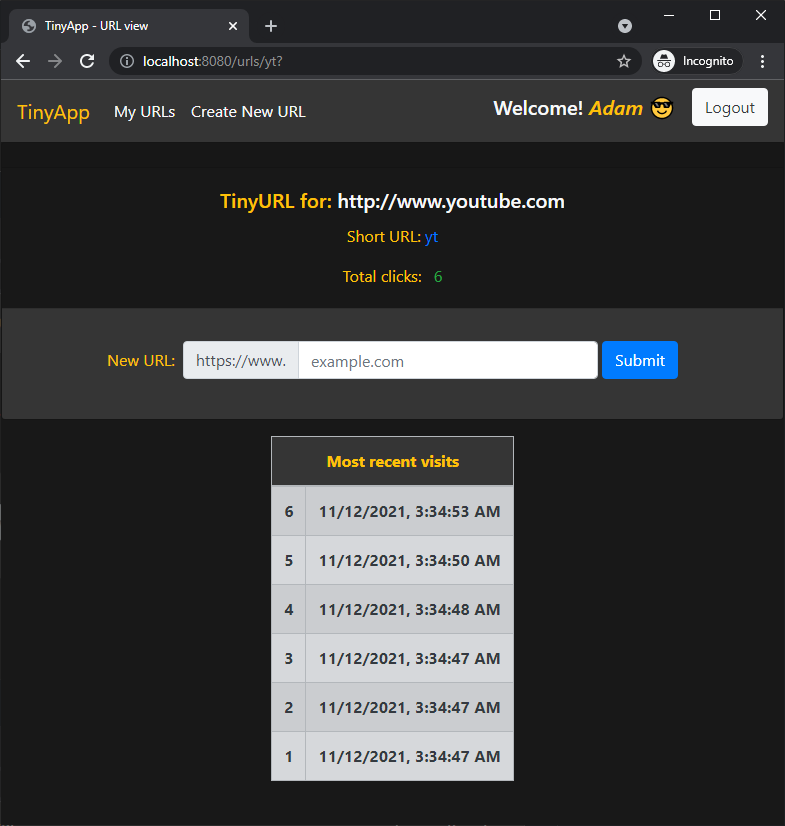 TinyApp - URL view
localhost:8080/urls/yt?
Incognito
TinyApp My URLs Create New URL Welcome! Adam 😎 Logout
TinyURL for: http://www.youtube.com
Short URL: yt
Total clicks: 6
New URL: https://www. example.com Submit
Most recent visits
6 11/12/2021, 3:34:53 AM
5 11/12/2021, 3:34:50 AM
4 11/12/2021, 3:34:48 AM
3 11/12/2021, 3:34:47 AM
2 11/12/2021, 3:34:47 AM
1 11/12/2021, 3:34:47 AM